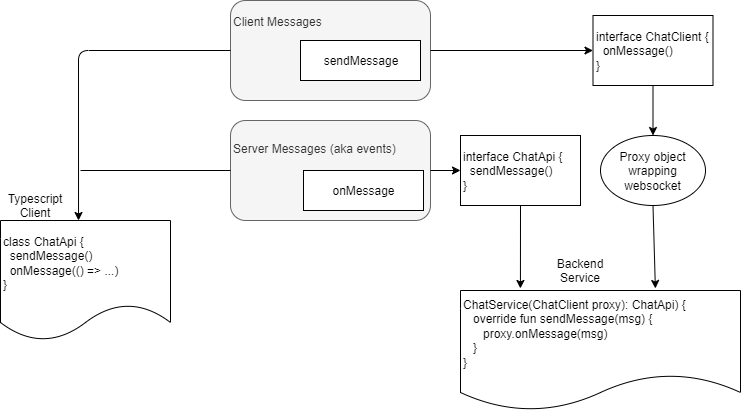 Client Messages
sendMessage
interface ChatClient {
onMessage()
}
Server Messages (aka events)
onMessage
interface ChatApi {
sendMessage()
}
Proxy object
wrapping
websocket
Typescript
Client
class ChatApi {
sendMessage()
onMessage(() => ...)
}
Backend
Service
ChatService(ChatClient proxy): ChatApi) {
override fun sendMessage(msg) {
proxy.onMessage(msg)
}
}